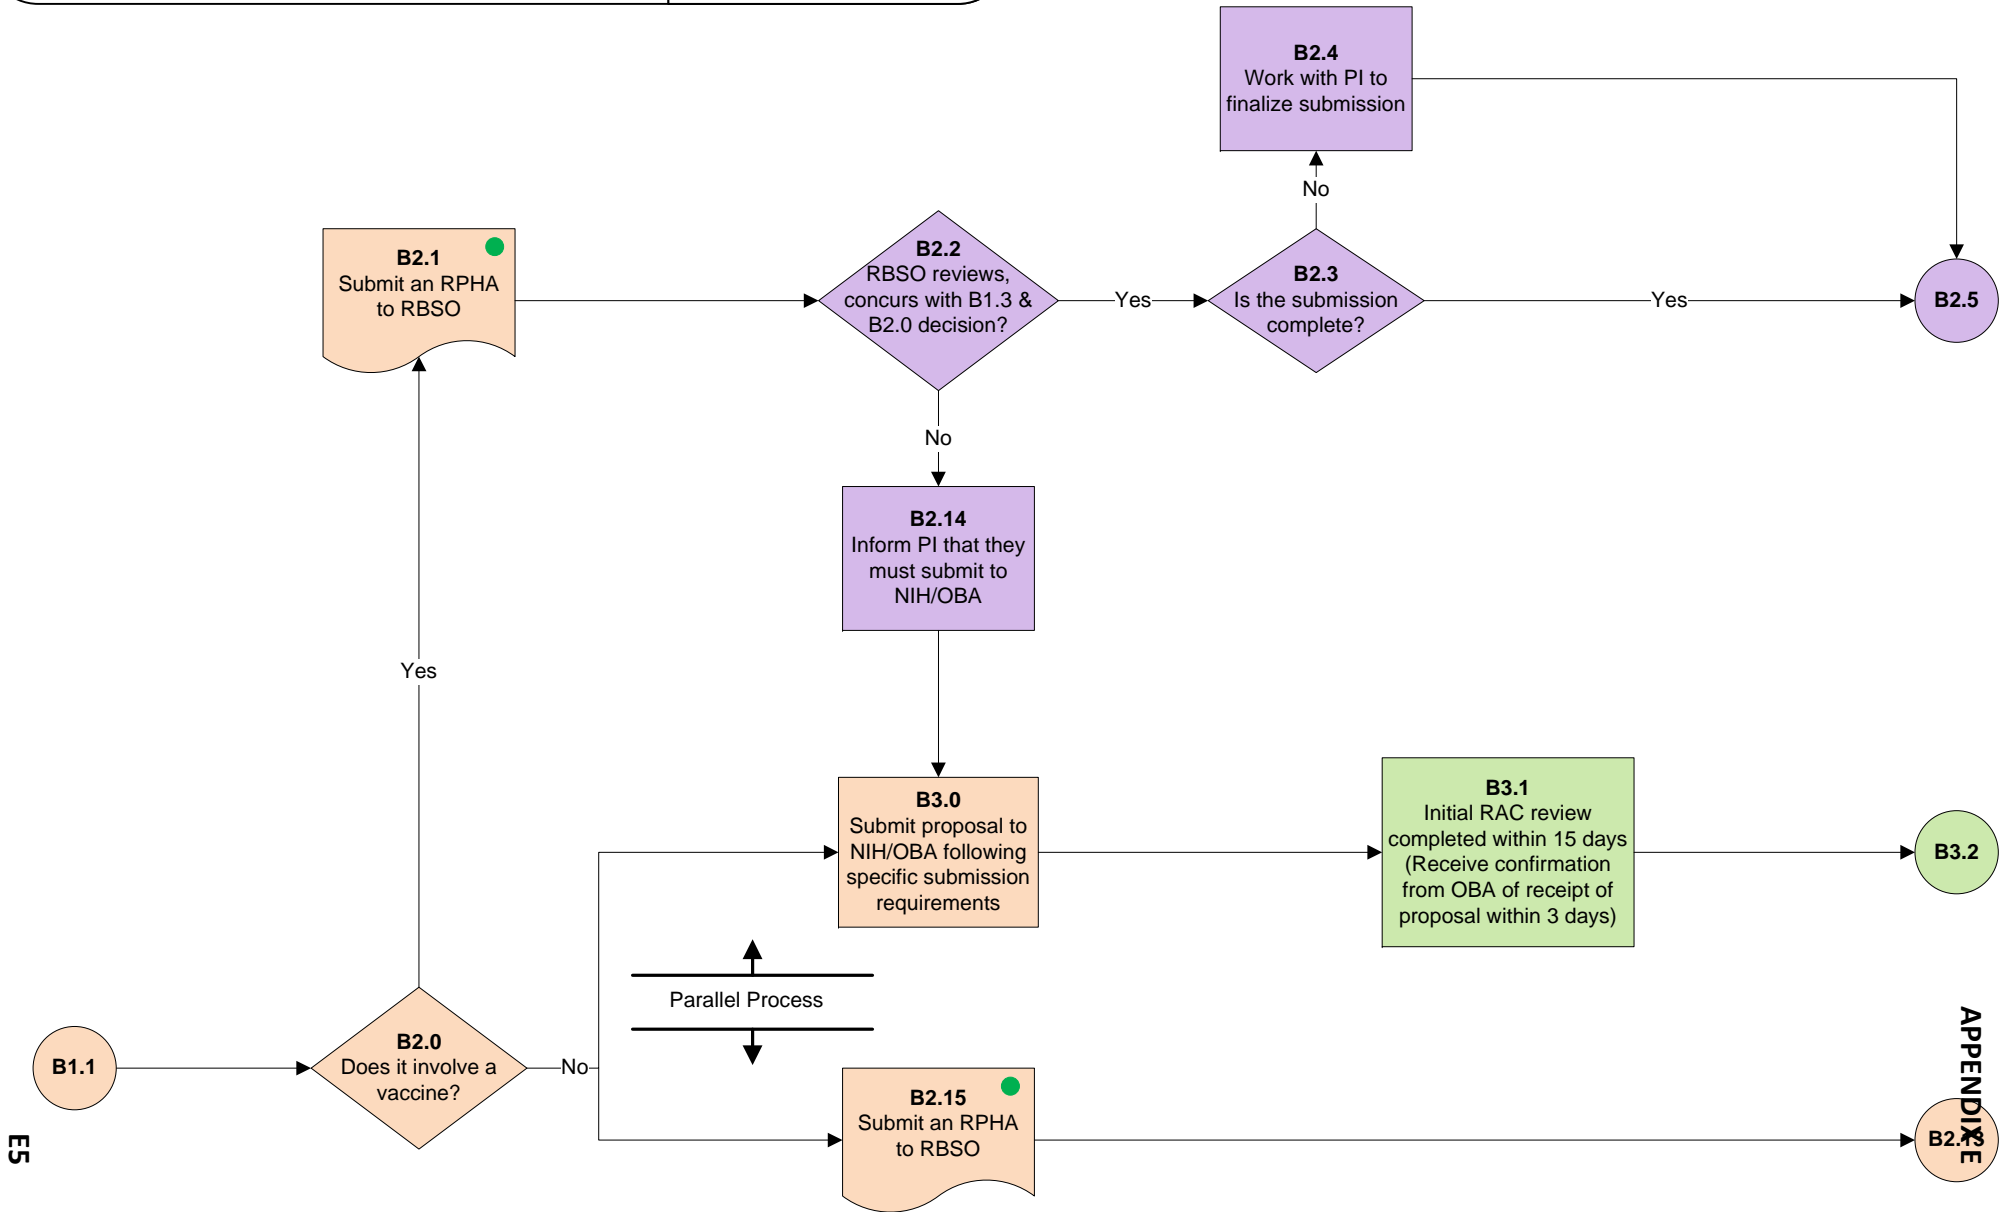 B2.4
Work with PI to
finalize submission
No
B2.1
Submit an RPHA
to RBSO
B2.2
RBSO reviews,
concurs with B1.3 &
B2.0 decision?
Yes
B2.3
Is the submission
complete?
Yes
B2.5
No
B2.14
Inform PI that they
must submit to
NIH/OBA
Yes
B3.0
Submit proposal to
NIH/OBA following
specific submission
requirements
B3.1
Initial RAC review
completed within 15 days
(Receive confirmation
from OBA of receipt of
proposal within 3 days)
B3.2
Parallel Process
B1.1
B2.0
Does it involve a
vaccine?
No
B2.15
Submit an RPHA
to RBSO
B2.13
APPENDIX E
E5